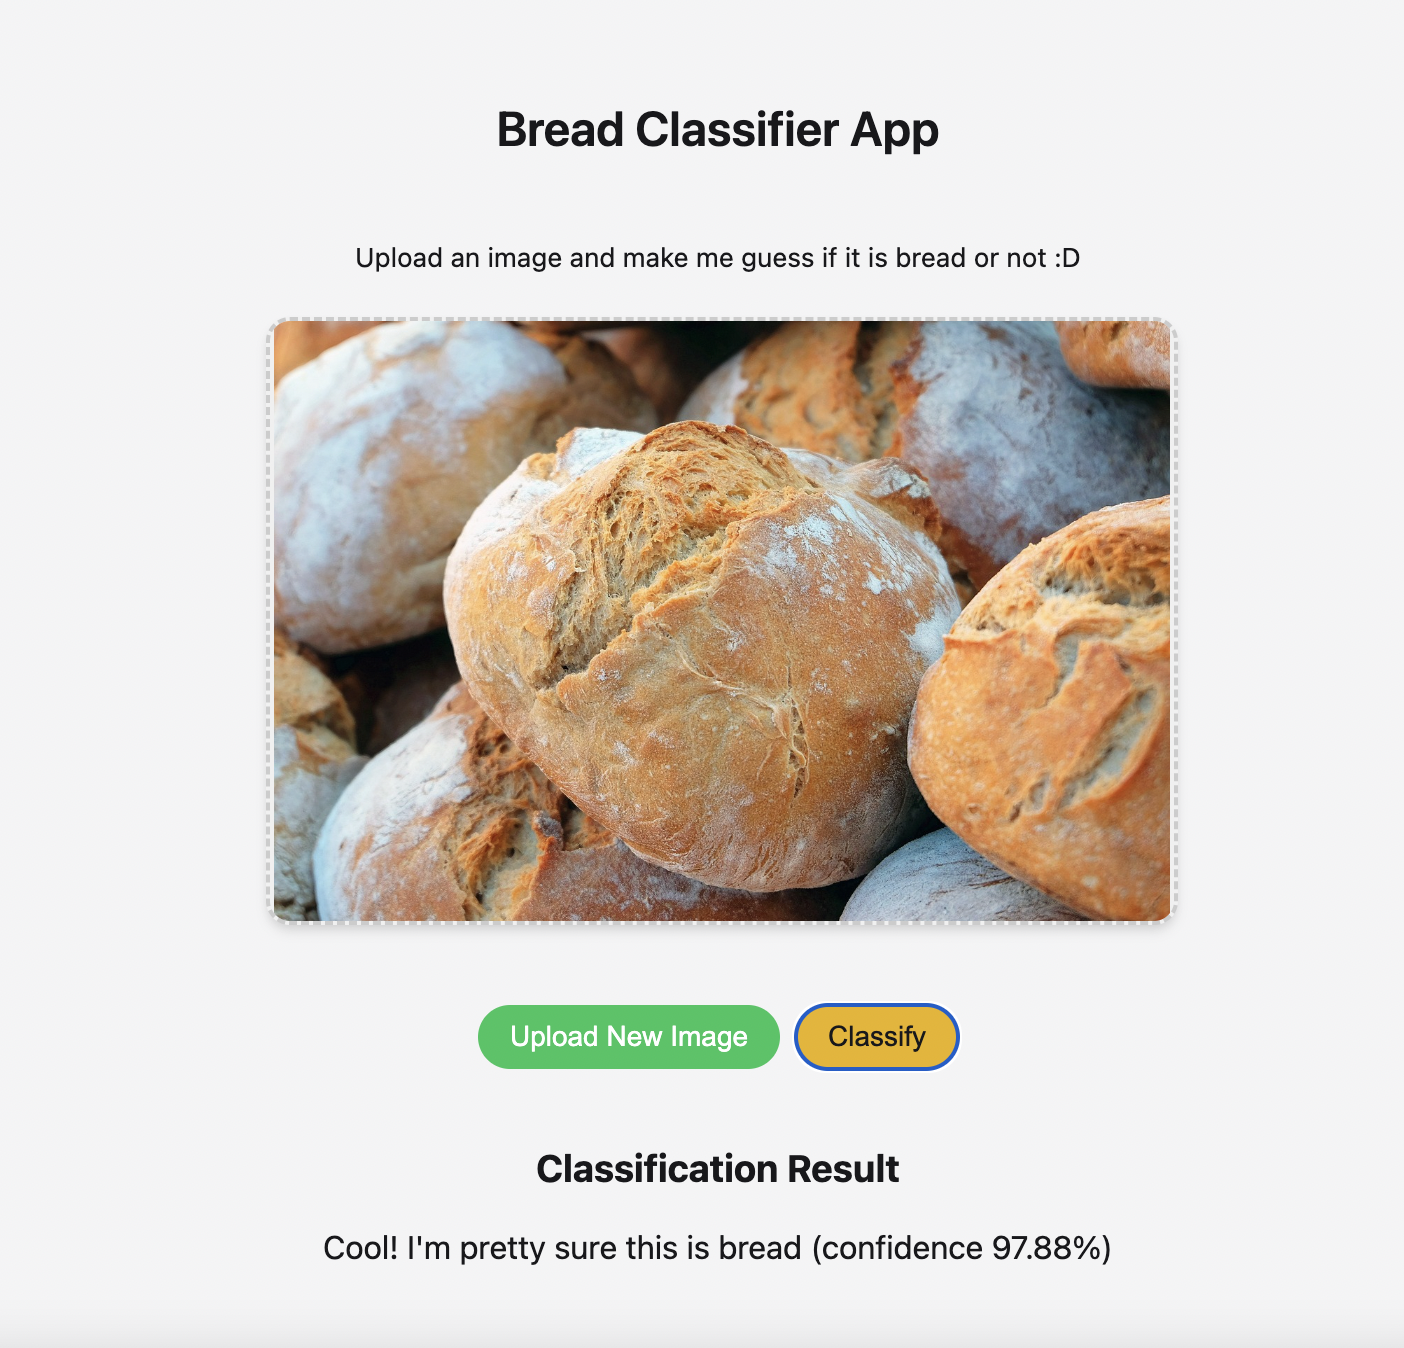 Bread Classifier App
Upload an image and make me guess if it is bread or not :D
Upload New Image
Classify
Classification Result
Cool! I'm pretty sure this is bread (confidence 97.88%)